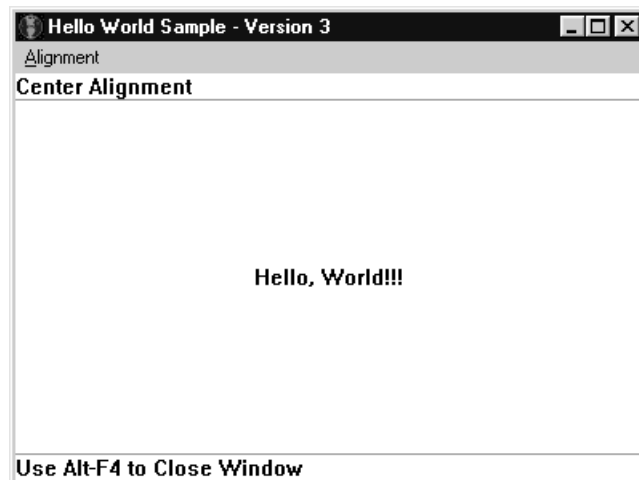 Hello World Sample - Version 3
Alignment
Center Alignment
Hello, World!!!
Use Alt-F4 to Close Window